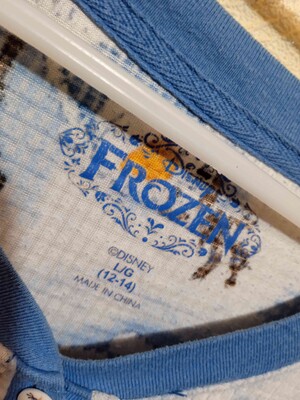 Disney
FROZEN
©DISNEY
L/G
(12-14)
MADE IN CHINA